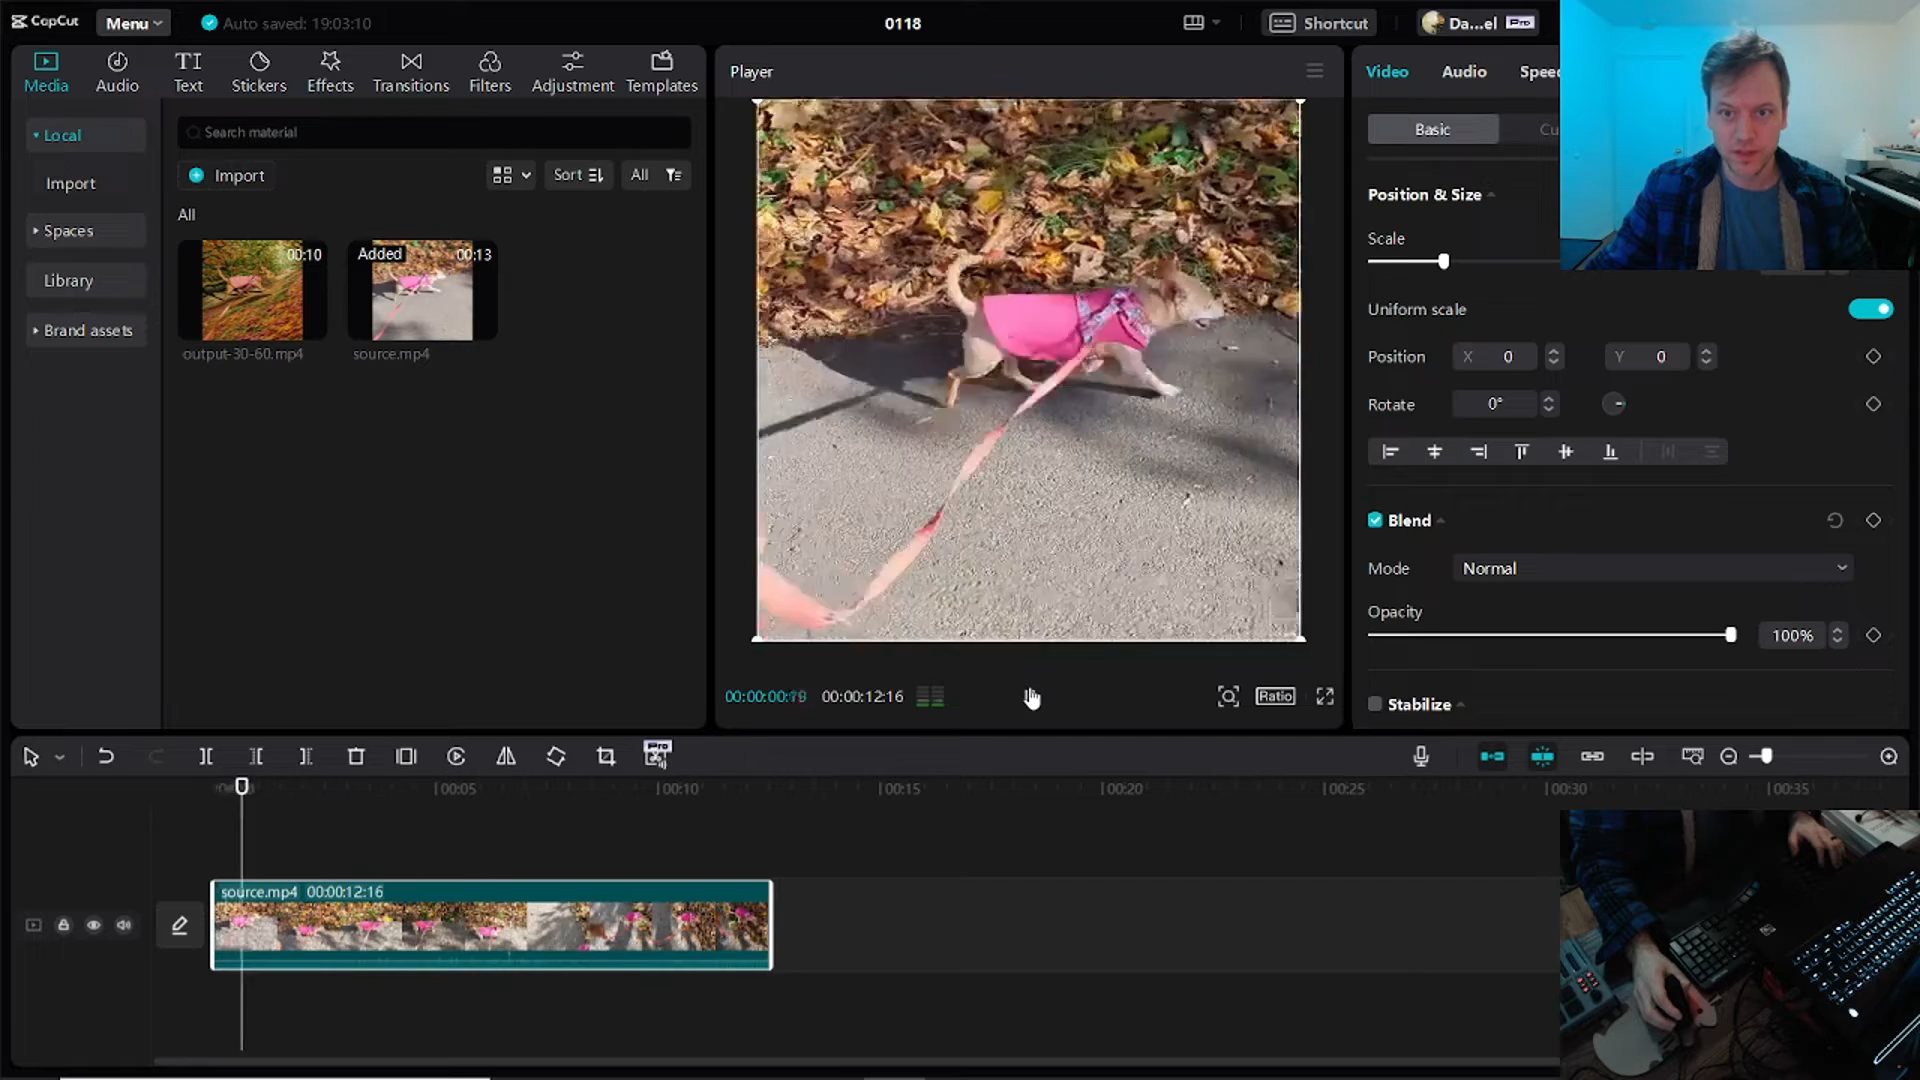 CapCut
Menu
Auto saved: 19:03:10
0118
Shortcut
Da...el
Pro
Media
Audio
Text
Stickers
Effects
Transitions
Filters
Adjustment
Templates
Local
Import
Spaces
Library
Brand assets
Search material
Import
Sort
All
All
00:10
Added
00:13
output-30-60.mp4
source.mp4
Player
00:00:12:16
Ratio
Video
Audio
Speed
Basic
Position & Size
Scale
Uniform scale
Position
X
0
Y
0
Rotate
0°
Blend
Mode
Normal
Opacity
100%
Stabilize
Pro
00:05
00:10
00:15
00:20
00:25
00:30
00:35
source.mp4 00:00:12:16